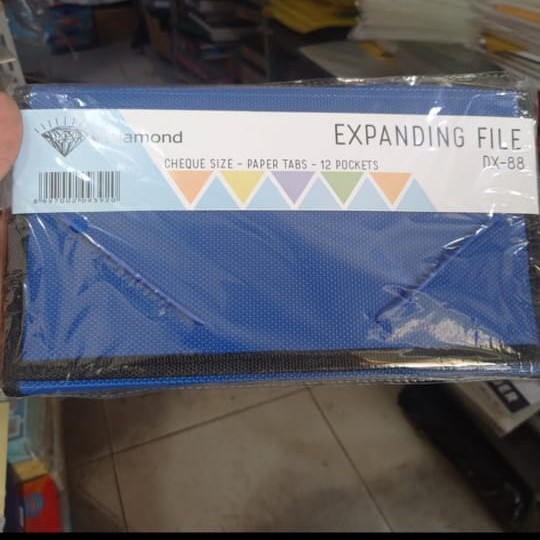 EXPANDING FILE
DX-88
CHEQUE SIZE - PAPER TABS - 12 POCKETS